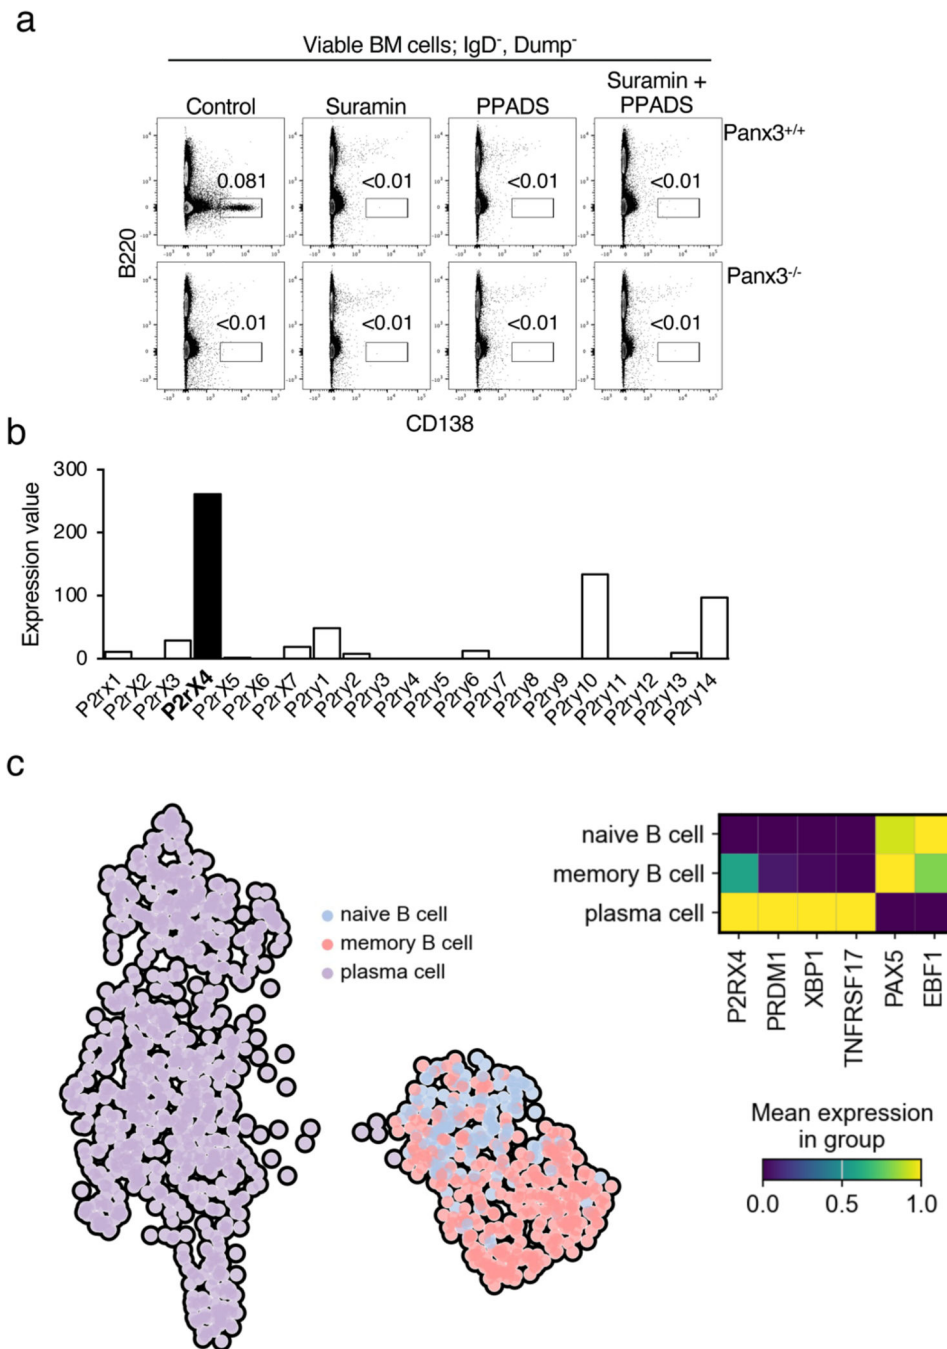 a
Viable BM cells; IgD-, Dump-
Control Suramin PPADS Suramin + PPADS
Panx3+/+
0.081 <0.01 <0.01 <0.01
B220
Panx3-/-
<0.01 <0.01 <0.01 <0.01
CD138
b
Expression value
300
200
100
0
P2rX1 P2rX2 P2rX3 P2rX4 P2rX5 P2rX6 P2rX7 P2ry1 P2ry2 P2ry3 P2ry4 P2ry5 P2ry6 P2ry7 P2ry8 P2ry9 P2ry10 P2ry11 P2ry12 P2ry13 P2ry14
c
naive B cell
memory B cell
plasma cell
naive B cell
memory B cell
plasma cell
P2RX4 PRDM1 XBP1 TNFRSF17 PAX5 EBF1
Mean expression
in group
0.0 0.5 1.0